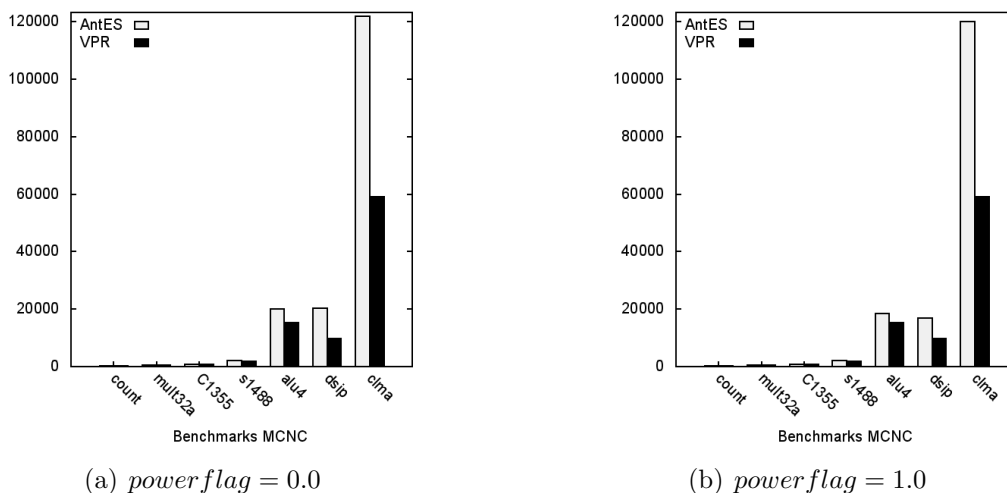 120000
100000
80000
60000
40000
20000
0
AntES
VPR
count
mult32a
C1355
s1488
alu4
dsip
clma
Benchmarks MCNC
(a) powerflag = 0.0
120000
100000
80000
60000
40000
20000
0
AntES
VPR
count
mult32a
C1355
s1488
alu4
dsip
clma
Benchmarks MCNC
(b) powerflag = 1.0